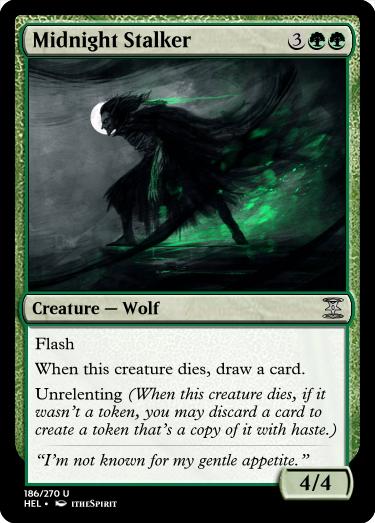 Midnight Stalker 3
Creature — Wolf
Flash
When this creature dies, draw a card.
Unrelenting (When this creature dies, if it
wasn't a token, you may discard a card to
create a token that's a copy of it with haste.)
"I'm not known for my gentle appetite."
4/4
186/270 U
HEL • ITHESPIRIT